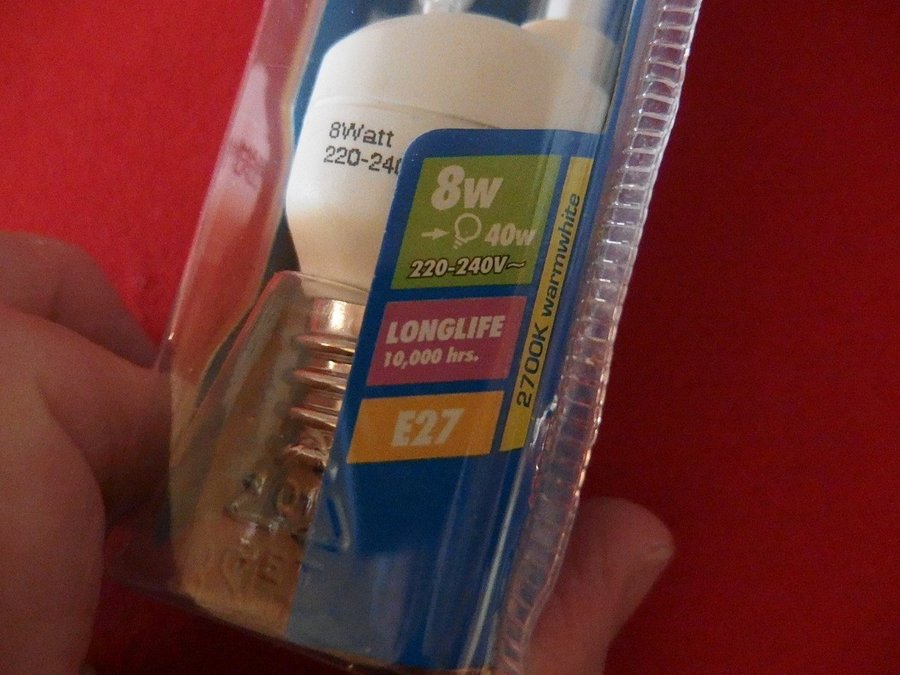 8Watt
220-240
8w
40w
220-240V~
LONGLIFE
10,000 hrs.
E27
2700K warmwhite